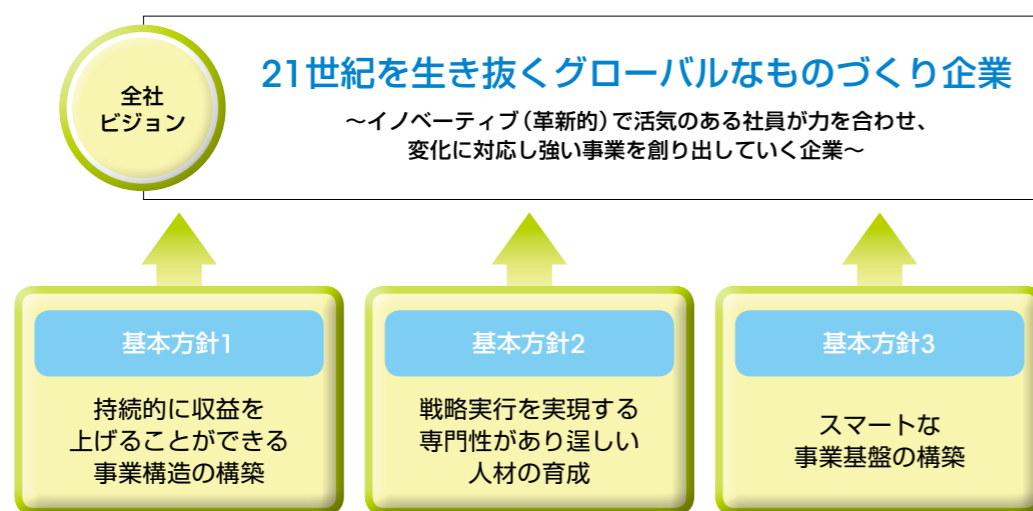 全社
ビジョン
21世紀を生き抜くグローバルなものづくり企業
～イノベーティブ（革新的）で活気のある社員が力を合わせ、
変化に対応し強い事業を創り出していく企業～
基本方針1
持続的に収益を
上げることができる
事業構造の構築
基本方針2
戦略実行を実現する
専門性があり逞しい
人材の育成
基本方針3
スマートな
事業基盤の構築